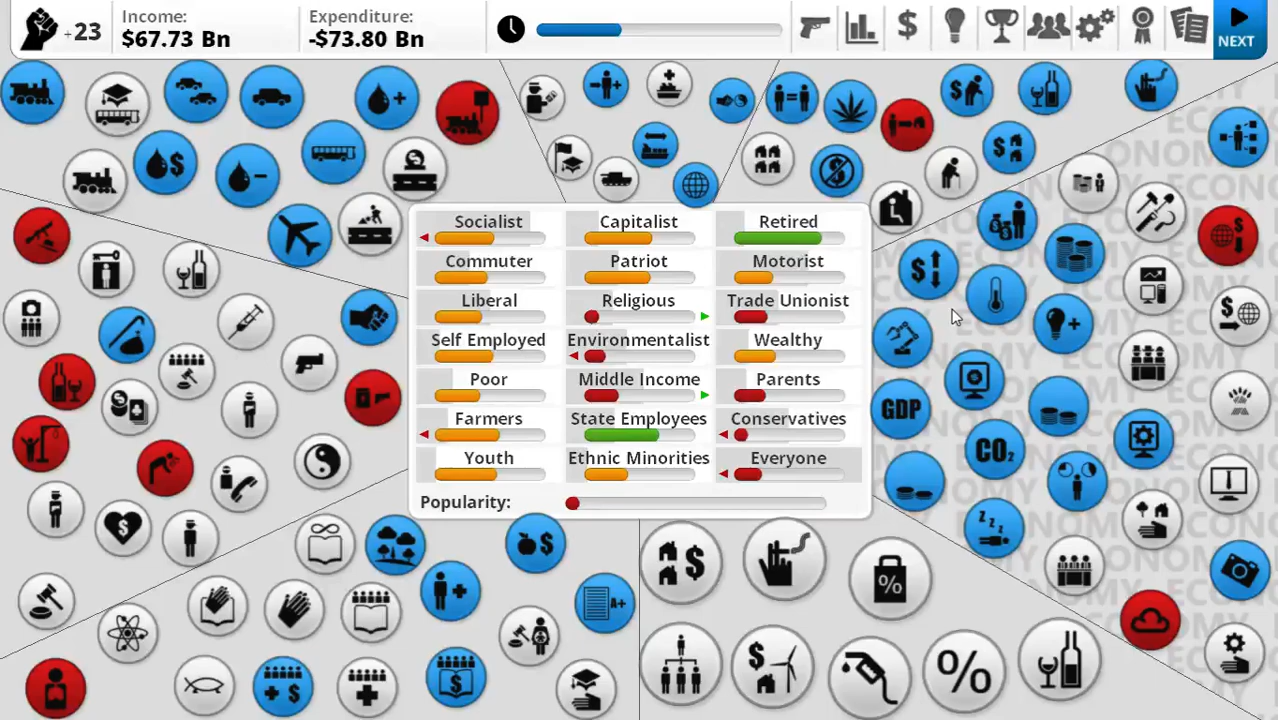 Income:
$67.73 Bn
Expenditure:
-$73.80 Bn
+23
$
NEXT
Socialist
Capitalist
Retired
Commuter
Patriot
Motorist
Liberal
Religious
Trade Unionist
Self Employed
Environmentalist
Wealthy
Poor
Middle Income
Parents
Farmers
State Employees
Conservatives
Youth
Ethnic Minorities
Everyone
Popularity:
GDP
CO2
A+
%
ECONOMY